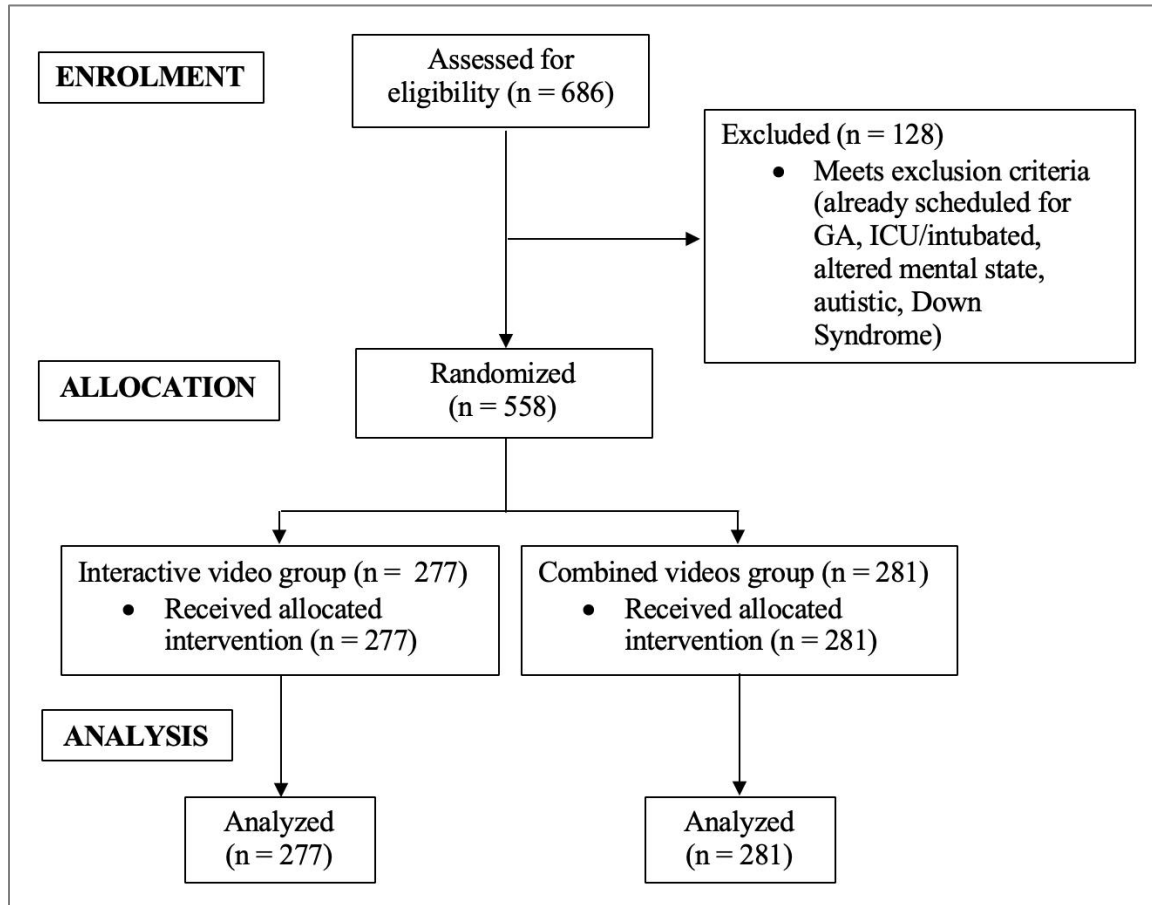 ENROLMENT
Assessed for
eligibility (n = 686)
Excluded (n = 128)
• Meets exclusion criteria
(already scheduled for
GA, ICU/intubated,
altered mental state,
autistic, Down
Syndrome)
ALLOCATION
Randomized
(n = 558)
Interactive video group (n =  277)
• Received allocated
intervention (n = 277)
Combined videos group (n = 281)
• Received allocated
intervention (n = 281)
ANALYSIS
Analyzed
(n = 277)
Analyzed
(n = 281)